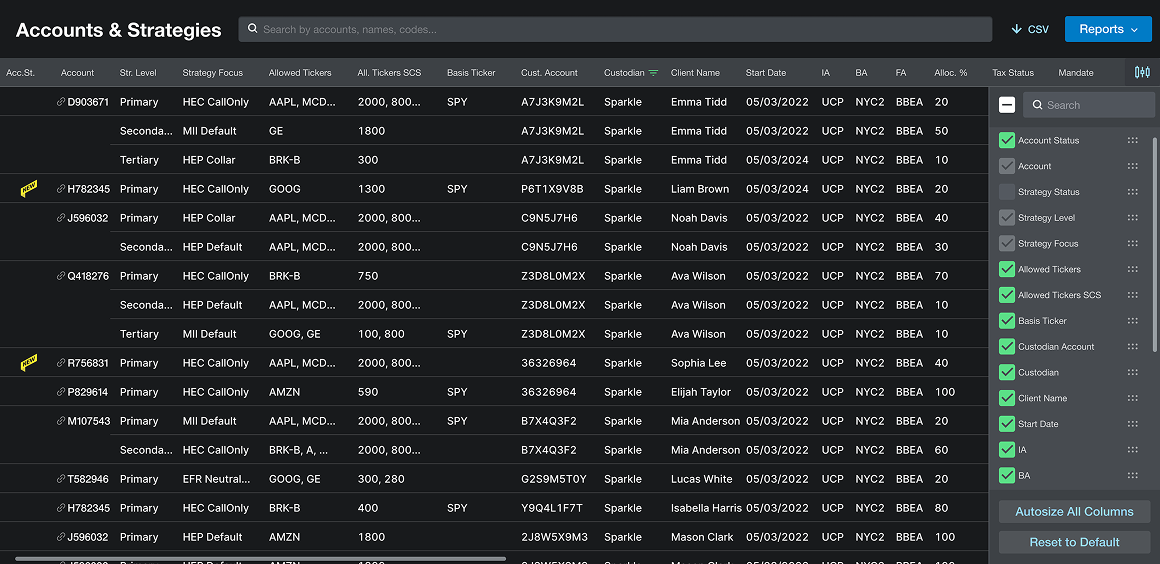 Accounts & Strategies Search by accounts, names, codes... CSV Reports
Acc.St. Account Str. Level Strategy Focus Allowed Tickers All. Tickers SCS Basis Ticker Cust. Account Custodian Client Name Start Date IA BA FA Alloc. % Tax Status Mandate
D903671 Primary HEC CallOnly AAPL, MCD... 2000, 800... SPY A7J3K9M2L Sparkle Emma Tidd 05/03/2022 UCP NYC2 BBEA 20
Seconda... MII Default GE 1800 A7J3K9M2L Sparkle Emma Tidd 05/03/2022 UCP NYC2 BBEA 50
Tertiary HEP Collar BRK-B 300 A7J3K9M2L Sparkle Emma Tidd 05/03/2024 UCP NYC2 BBEA 10
NEW H782345 Primary HEC CallOnly GOOG 1300 SPY P6T1X9V8B Sparkle Liam Brown 05/03/2024 UCP NYC2 BBEA 20
J596032 Primary HEP Collar AAPL, MCD... 2000, 800... C9N5J7H6 Sparkle Noah Davis 05/03/2022 UCP NYC2 BBEA 40
Seconda... HEP Default AAPL, MCD... 2000, 800... C9N5J7H6 Sparkle Noah Davis 05/03/2022 UCP NYC2 BBEA 30
Q418276 Primary HEC CallOnly BRK-B 750 Z3D8L0M2X Sparkle Ava Wilson 05/03/2022 UCP NYC2 BBEA 70
Seconda... HEP Default AAPL, MCD... 2000, 800... Z3D8L0M2X Sparkle Ava Wilson 05/03/2022 UCP NYC2 BBEA 10
Tertiary MII Default GOOG, GE 100, 800 SPY Z3D8L0M2X Sparkle Ava Wilson 05/03/2022 UCP NYC2 BBEA 10
NEW R756831 Primary HEC CallOnly AAPL, MCD... 2000, 800... 36326964 Sparkle Sophia Lee 05/03/2022 UCP NYC2 BBEA 40
P829614 Primary HEC CallOnly AMZN 590 SPY 36326964 Sparkle Elijah Taylor 05/03/2022 UCP NYC2 BBEA 100
M107543 Primary MII Default AAPL, MCD... 2000, 800... SPY B7X4Q3F2 Sparkle Mia Anderson 05/03/2022 UCP NYC2 BBEA 20
Seconda... HEC CallOnly BRK-B, A, ... 2000, 800... B7X4Q3F2 Sparkle Mia Anderson 05/03/2022 UCP NYC2 BBEA 60
T582946 Primary EFR Neutral... GOOG, GE 300, 280 G2S9M5T0Y Sparkle Lucas White 05/03/2022 UCP NYC2 BBEA 20
H782345 Primary HEC CallOnly BRK-B 400 SPY Y9Q4L1F7T Sparkle Isabella Harris 05/03/2022 UCP NYC2 BBEA 80
J596032 Primary HEP Default AMZN 1800 2J8W5X9M3 Sparkle Mason Clark 05/03/2022 UCP NYC2 BBEA 100
Search
Account Status
Account
Strategy Status
Strategy Level
Strategy Focus
Allowed Tickers
Allowed Tickers SCS
Basis Ticker
Custodian Account
Custodian
Client Name
Start Date
IA
BA
Autosize All Columns
Reset to Default